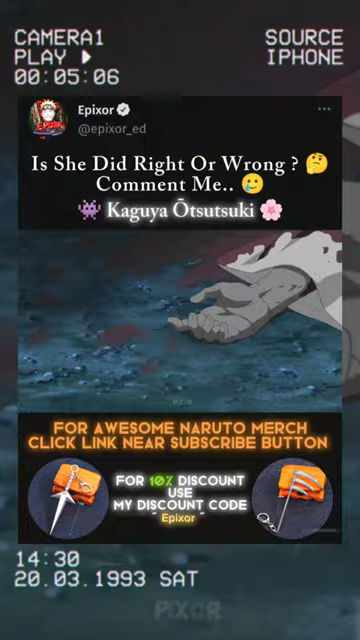 CAMERA1
PLAY ▶
00:05:06
SOURCE
IPHONE
Epixor
@epixor_ed
Is She Did Right Or Wrong ? 🤔
Comment Me.. 🥲
👾 Kaguya Ōtsutsuki 🌸
FOR AWESOME NARUTO MERCH
CLICK LINK NEAR SUBSCRIBE BUTTON
FOR 10% DISCOUNT
USE
MY DISCOUNT CODE
" Epixor "
14:30
20.03.1993 SAT
PIXOR